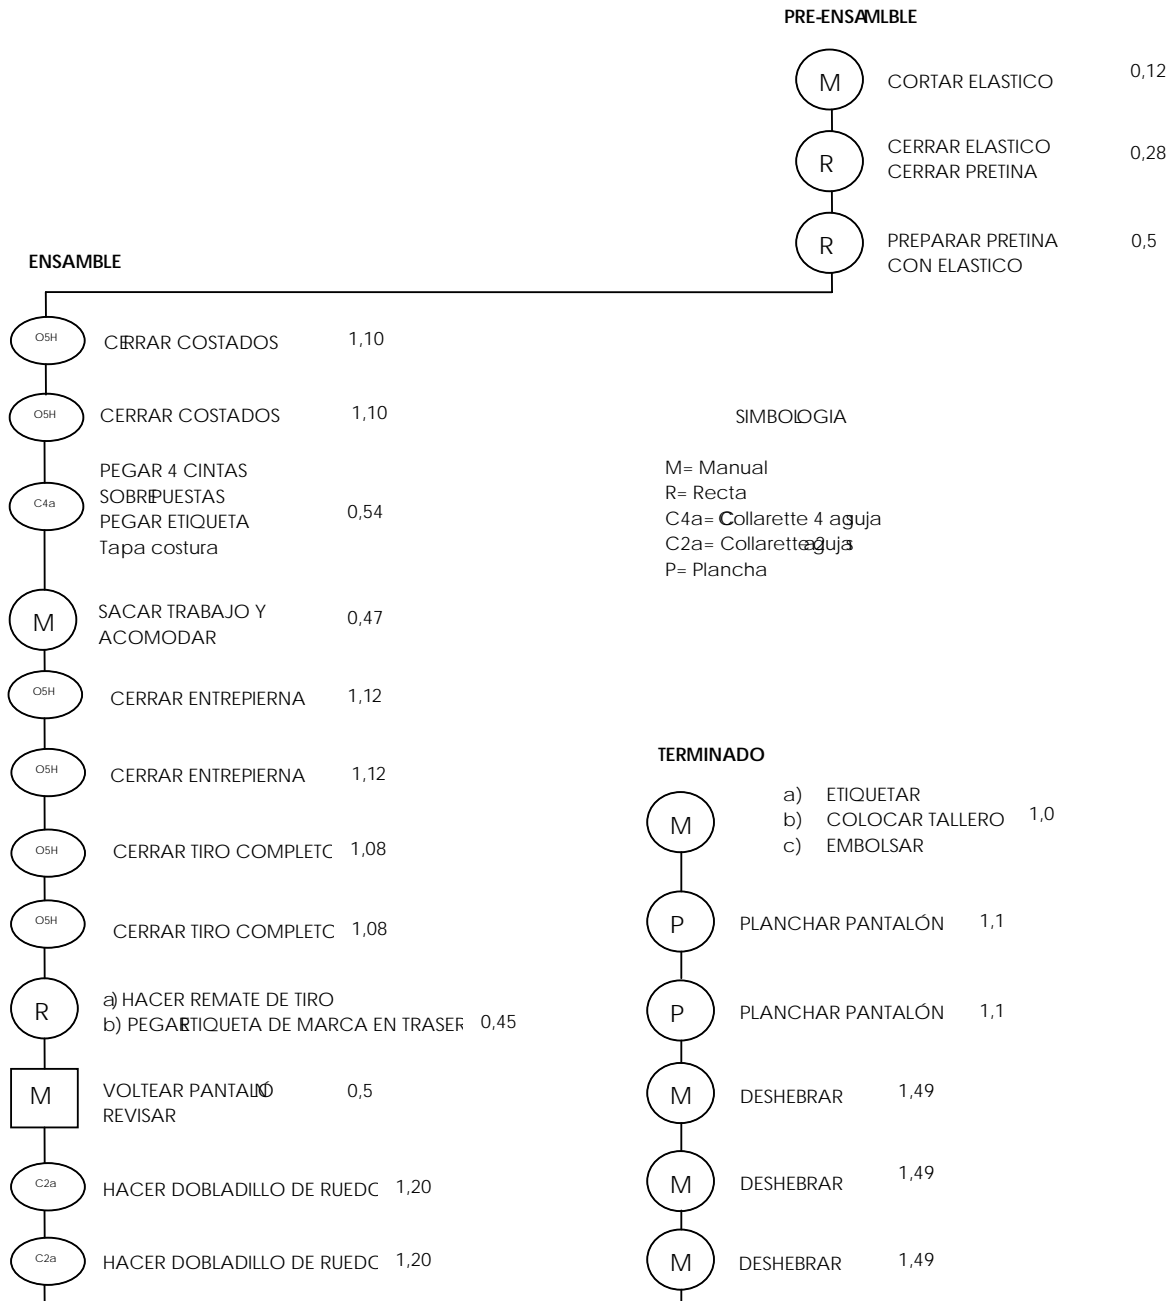 PRE-ENSAMLBLE
M CORTAR ELASTICO 0,12
R CERRAR ELASTICO
CERRAR PRETINA 0,28
R PREPARAR PRETINA 0,5
CON ELASTICO
ENSAMBLE
O5H CERRAR COSTADOS 1,10
O5H CERRAR COSTADOS 1,10
C4a PEGAR 4 CINTAS
SOBREPUESTAS
PEGAR ETIQUETA 0,54
Tapa costura
M SACAR TRABAJO Y 0,47
ACOMODAR
O5H CERRAR ENTREPIERNA 1,12
O5H CERRAR ENTREPIERNA 1,12
O5H CERRAR TIRO COMPLETO 1,08
O5H CERRAR TIRO COMPLETO 1,08
R a) HACER REMATE DE TIRO
b) PEGAR ETIQUETA DE MARCA EN TRASER 0,45
M VOLTEAR PANTALÓN 0,5
REVISAR
C2a HACER DOBLADILLO DE RUEDO 1,20
C2a HACER DOBLADILLO DE RUEDO 1,20
SIMBOLOGIA
M= Manual
R= Recta
C4a= Collarette 4 aguja
C2a= Collarette 2 agujas
P= Plancha
TERMINADO
M a) ETIQUETAR
b) COLOCAR TALLERO 1,0
c) EMBOLSAR
P PLANCHAR PANTALÓN 1,1
P PLANCHAR PANTALÓN 1,1
M DESHEBRAR 1,49
M DESHEBRAR 1,49
M DESHEBRAR 1,49